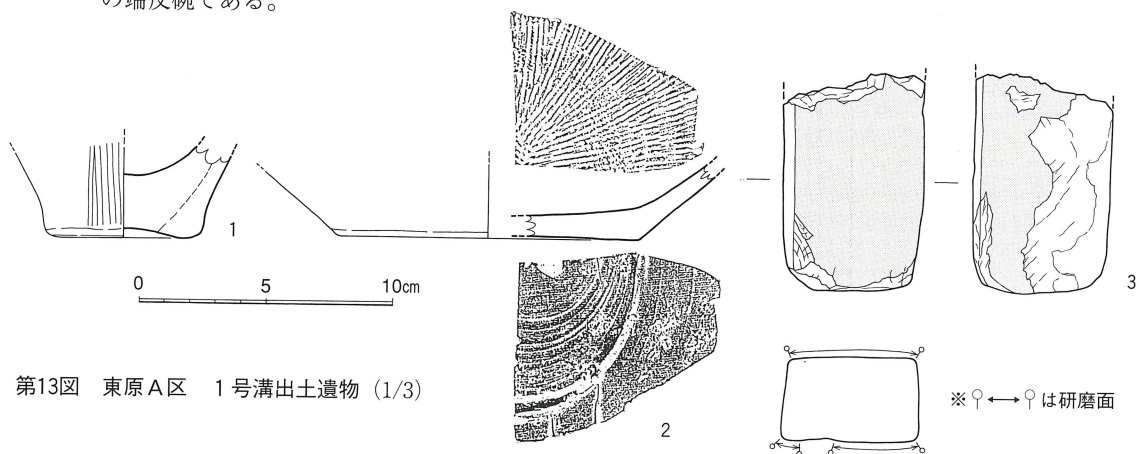 の端反碗である。
1
0 5 10cm
2
3
第13図 東原A区 1号溝出土遺物 (1/3)
※ ↔ は研磨面